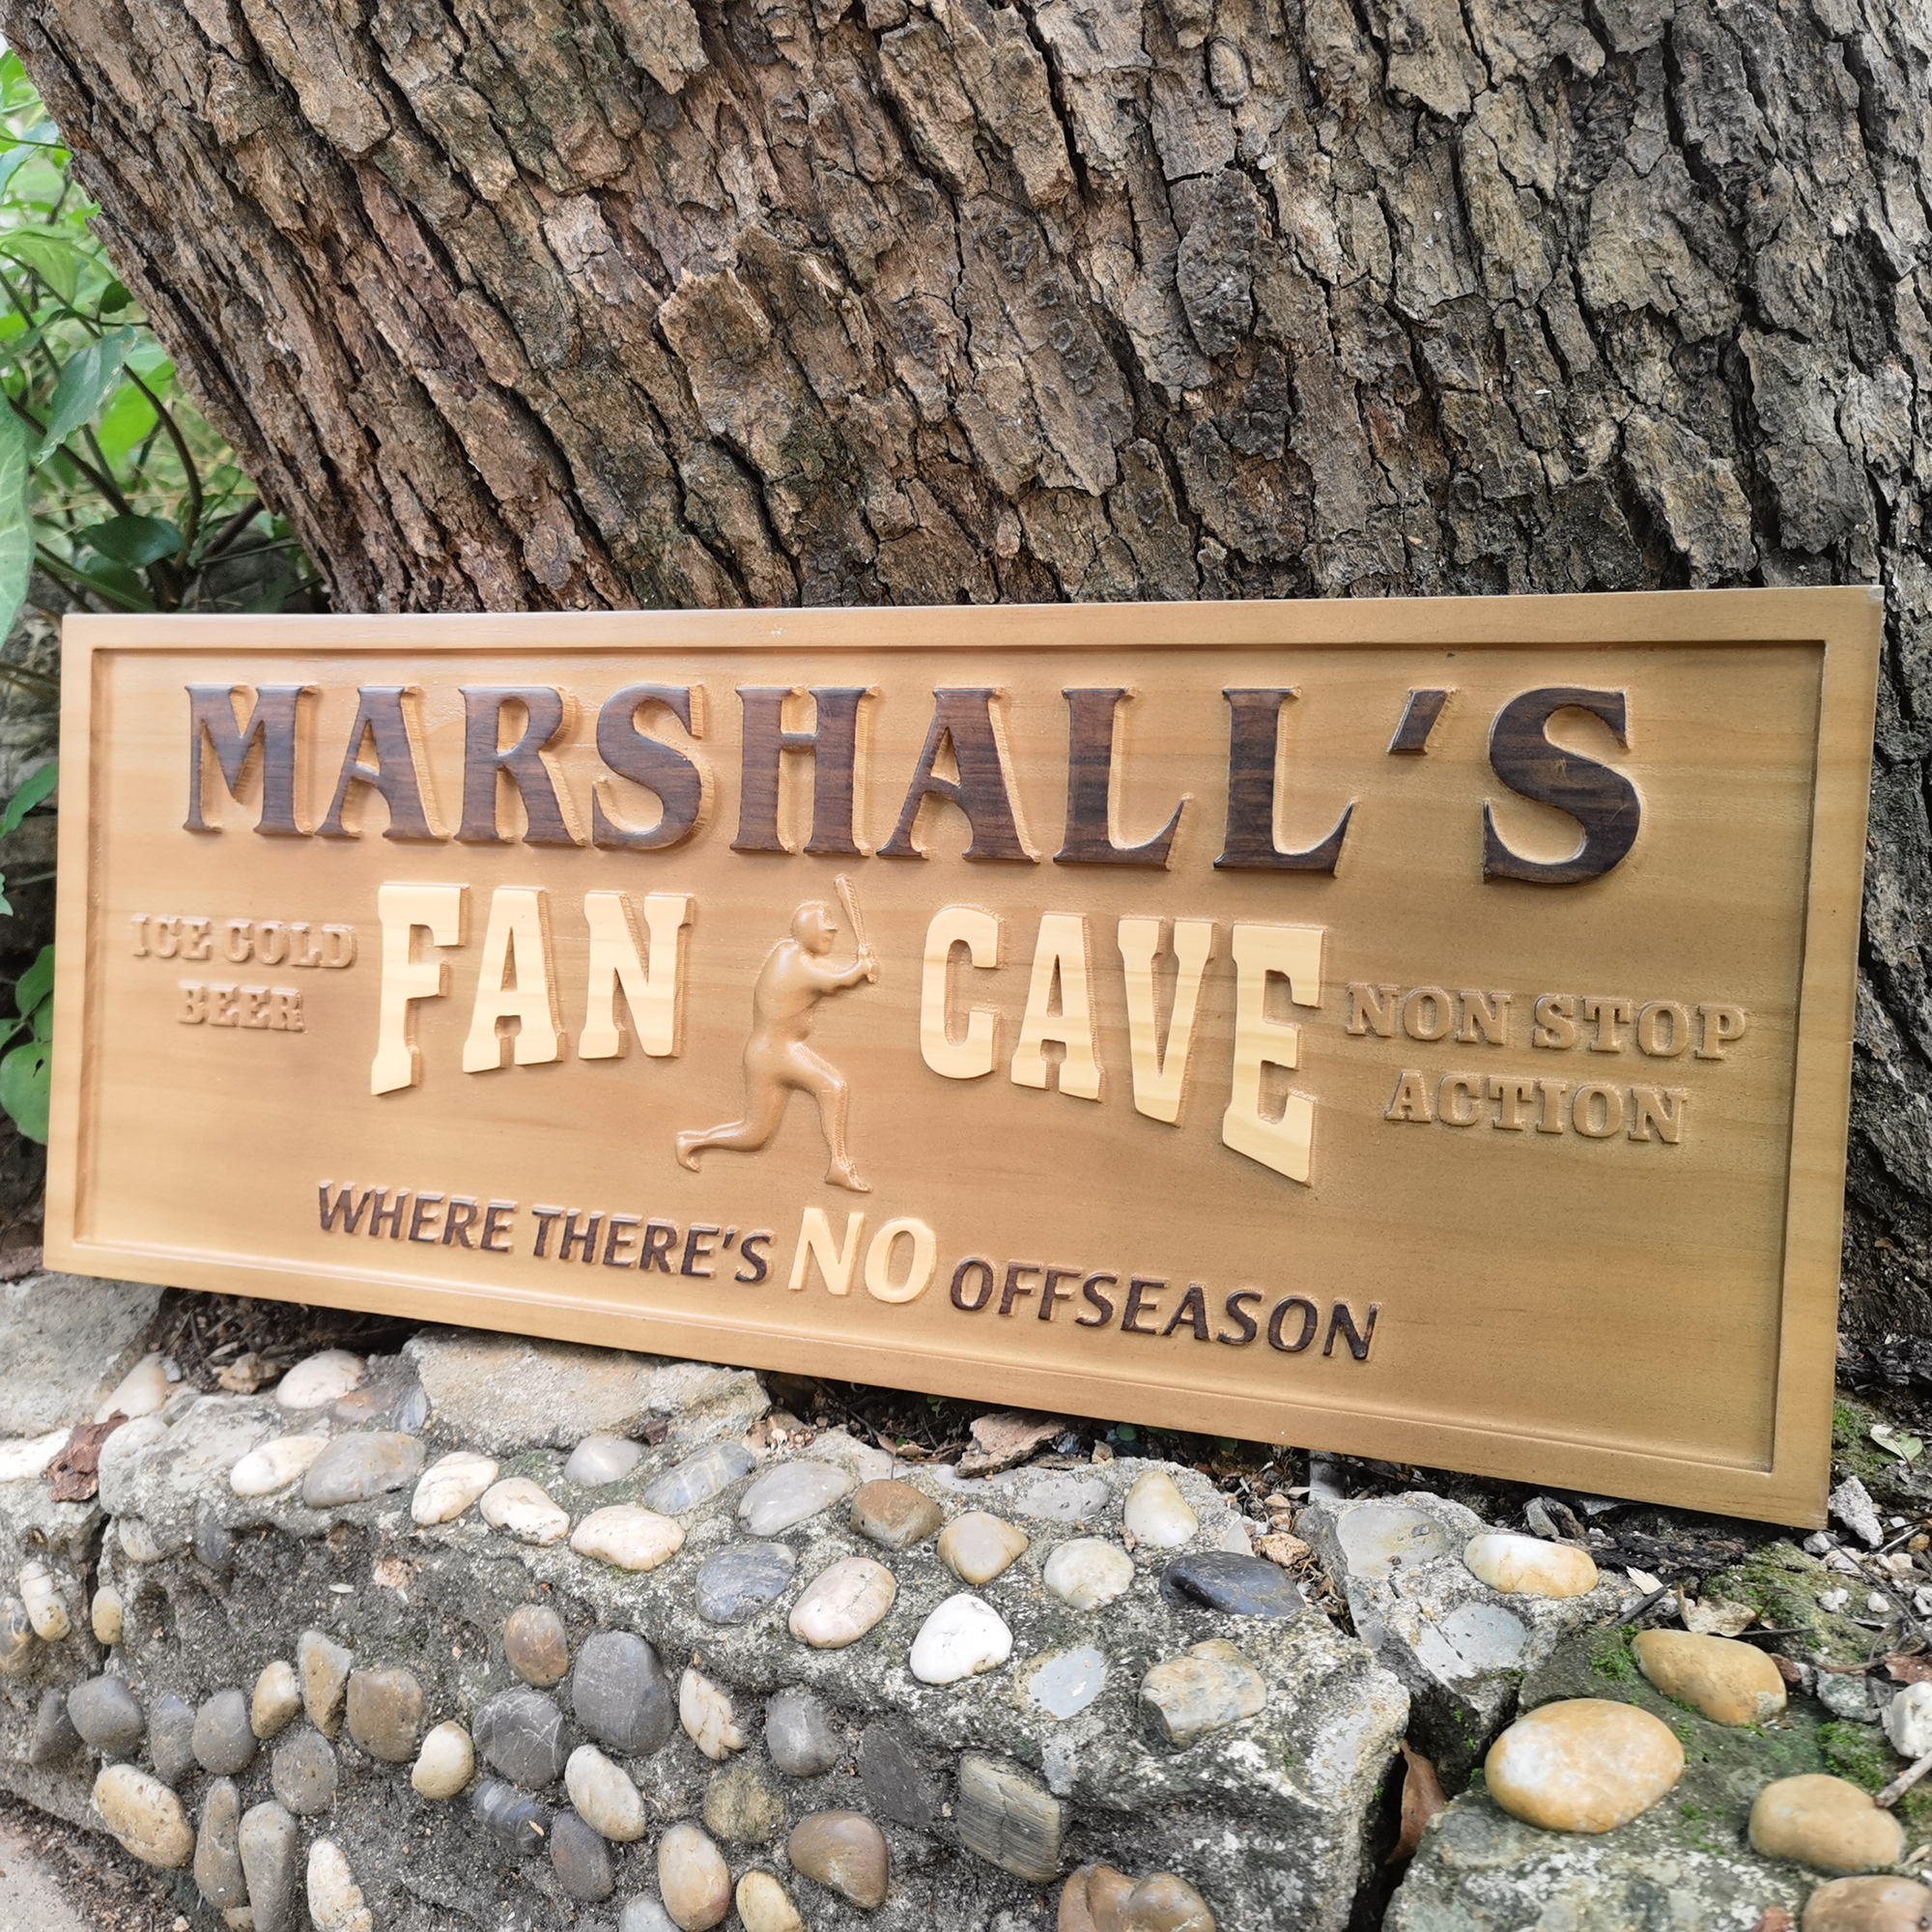 MARSHALL'S
ICE COLD
BEER
FAN CAVE
NON STOP
ACTION
WHERE THERE'S NO OFFSEASON